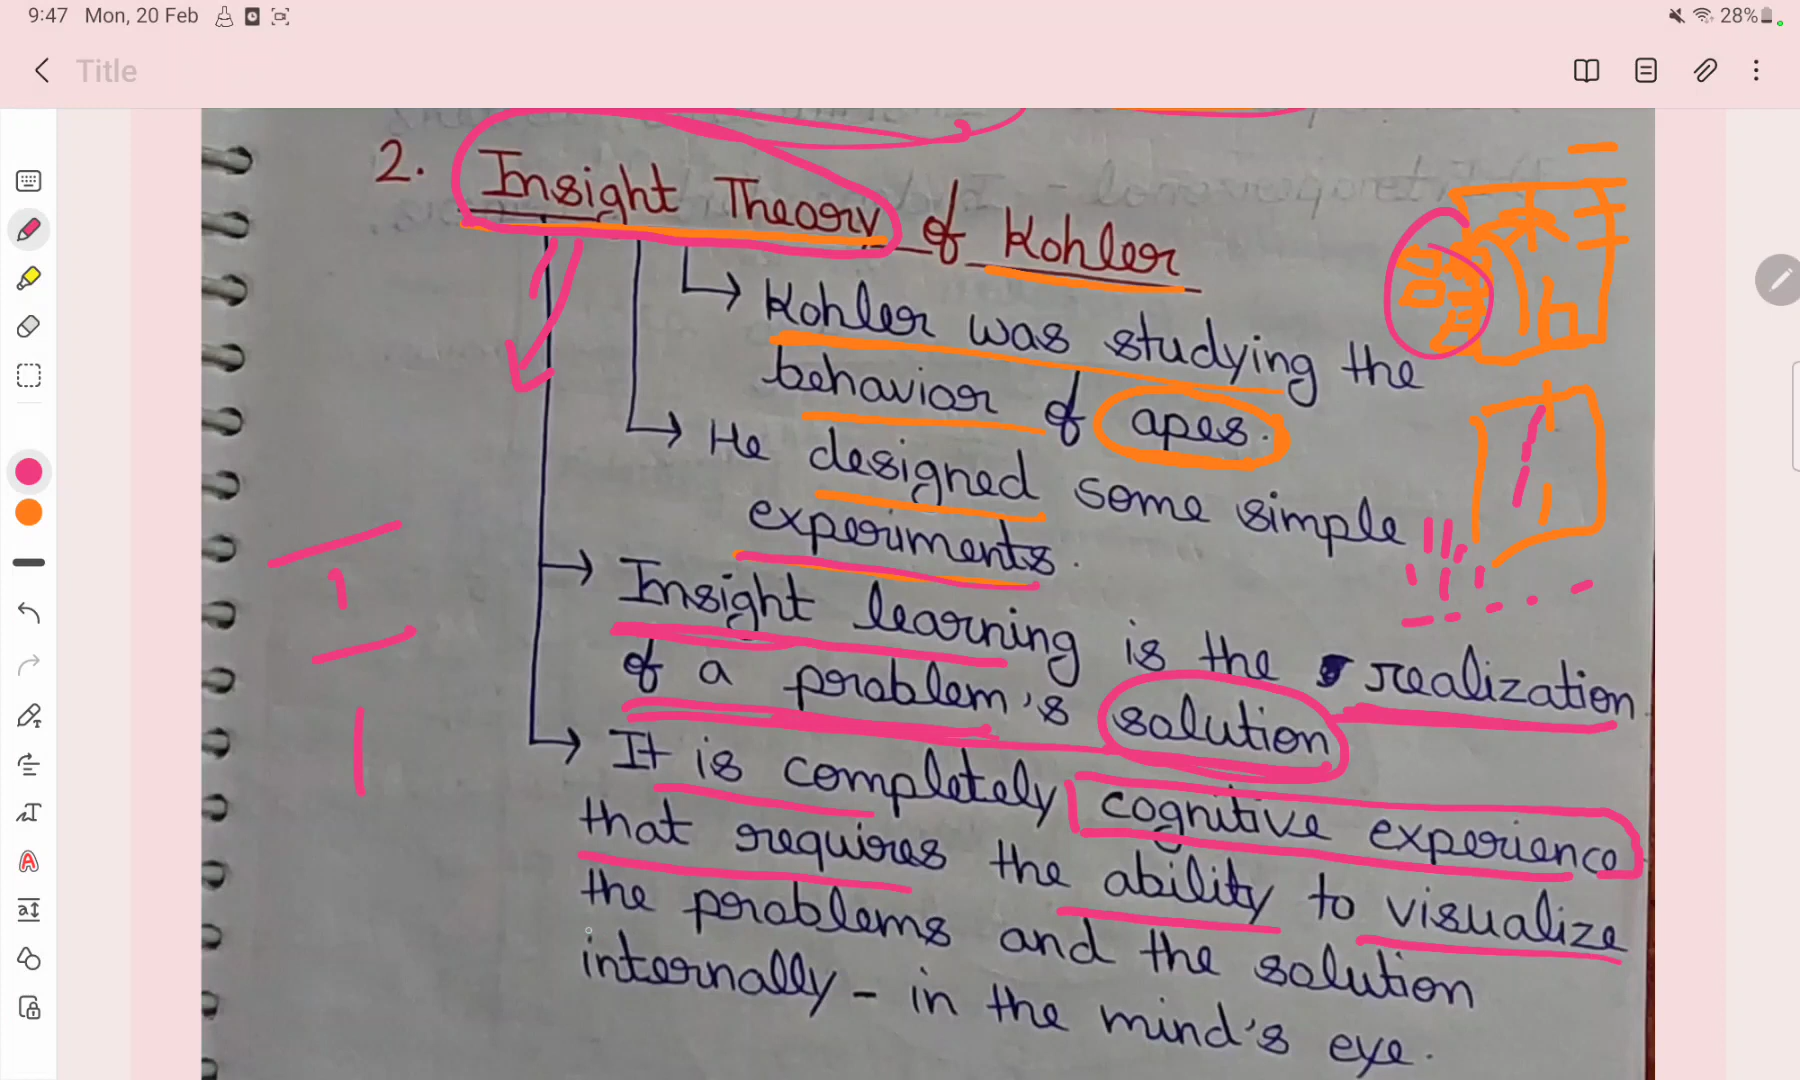 9:47 Mon, 20 Feb
28%
Title
2. Insight Theory of Kohler
Kohler was studying the
behavior of apes.
He designed some simple
experiments.
Insight learning is the realization
of a problem's solution
It is completely cognitive experience
that requires the ability to visualize
the problems and the solution
internally - in the mind's eye.